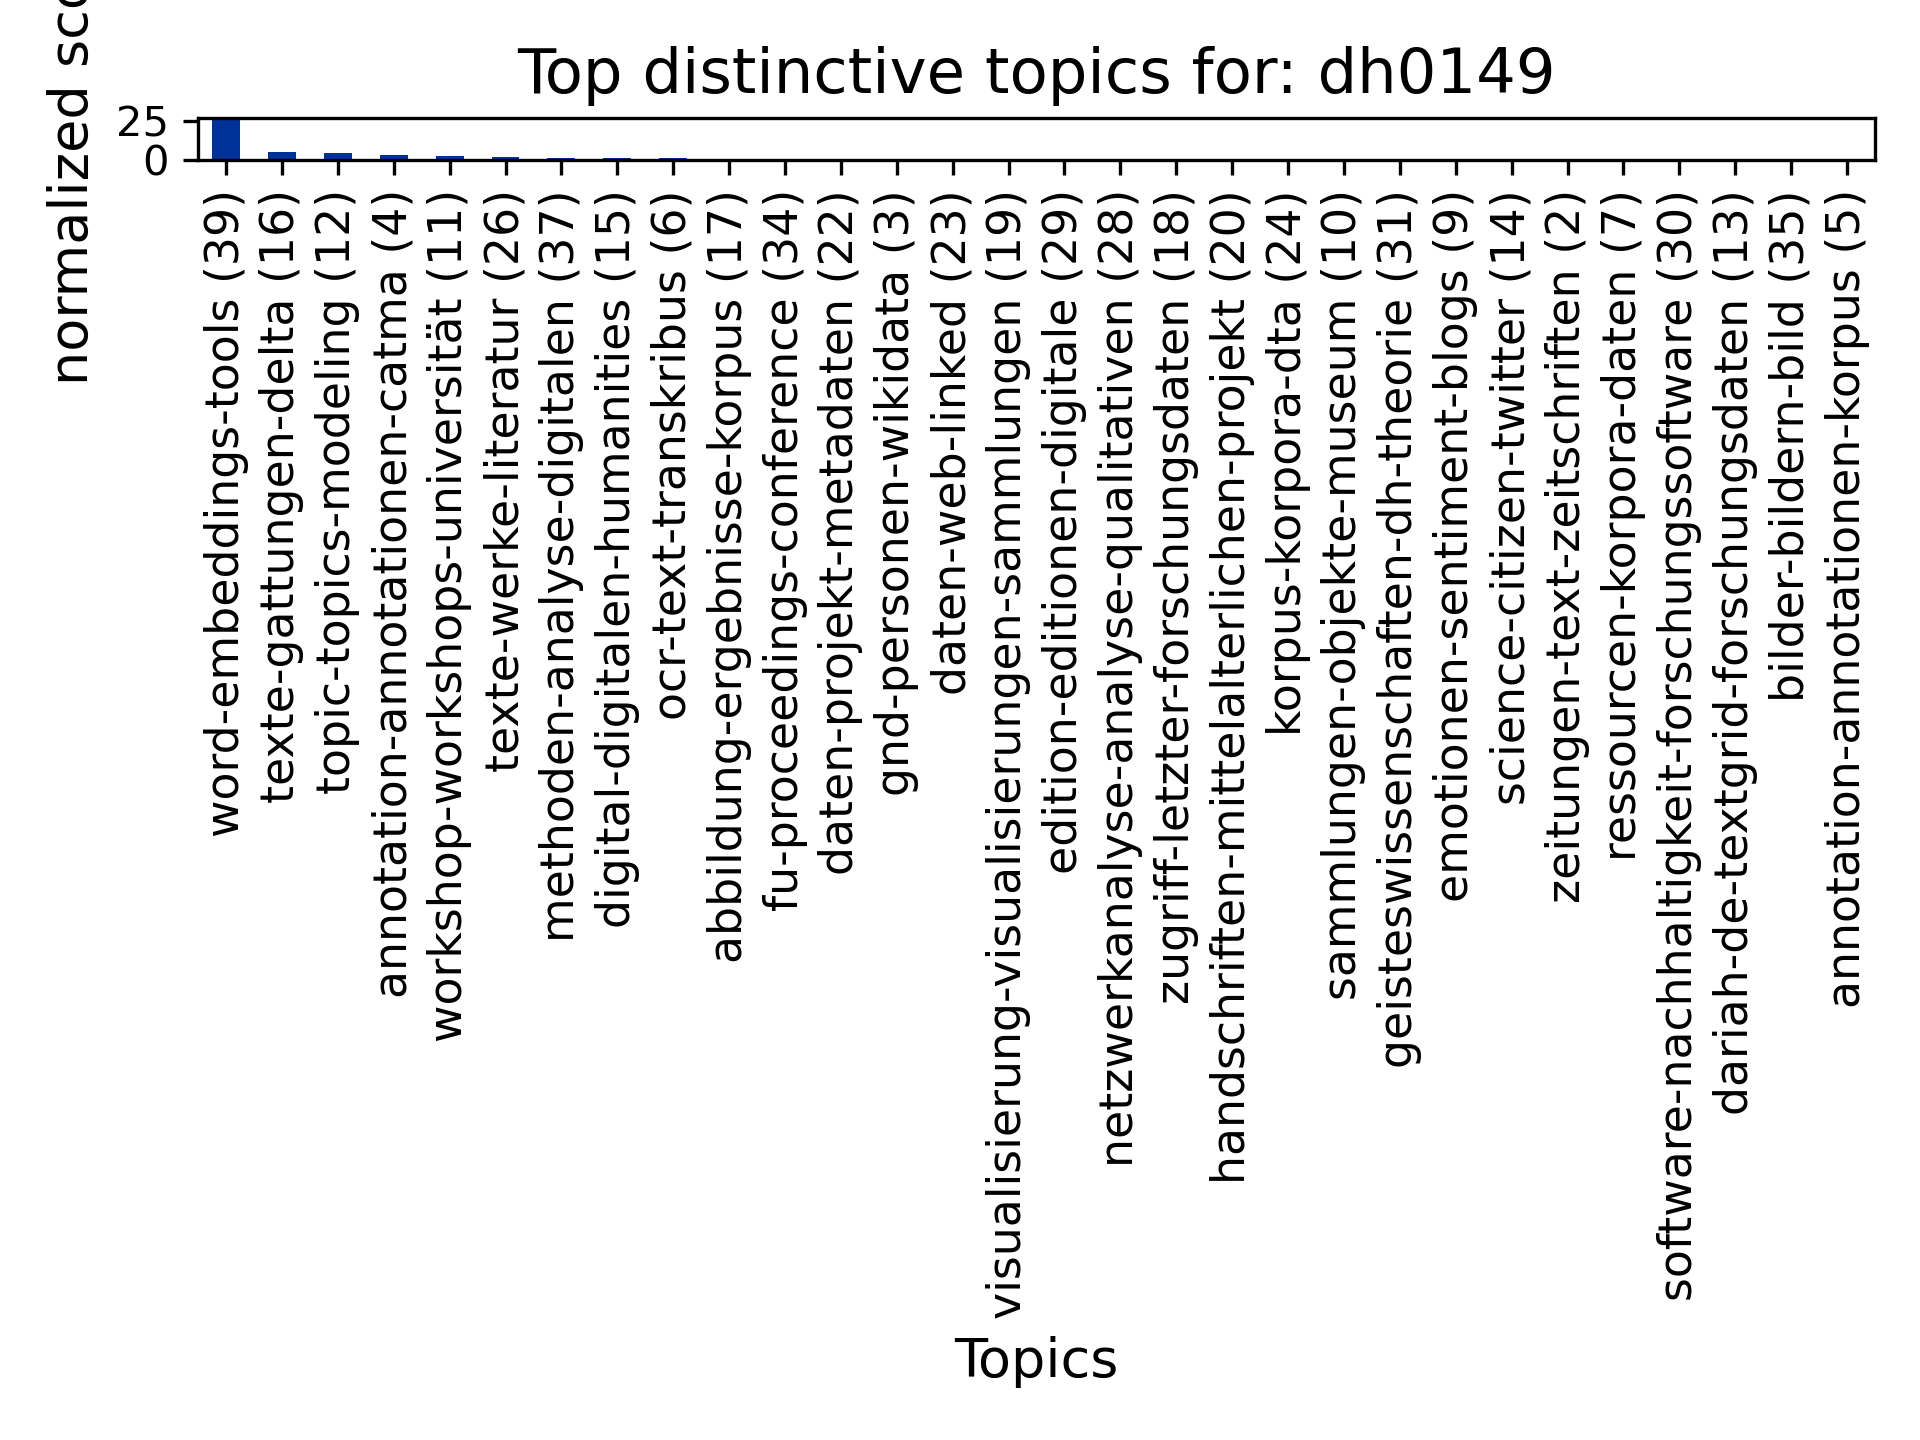 Top distinctive topics for: dh0149
normalized sco
25
0
word-embeddings-tools (39)
texte-gattungen-delta (16)
topic-topics-modeling (12)
annotation-annotationen-catma (4)
workshop-workshops-universität (11)
texte-werke-literatur (26)
methoden-analyse-digitalen (37)
digital-digitalen-humanities (15)
ocr-text-transkribus (6)
abbildung-ergebnisse-korpus (17)
fu-proceedings-conference (34)
daten-projekt-metadaten (22)
gnd-personen-wikidata (3)
daten-web-linked (23)
visualisierung-visualisierungen-sammlungen (19)
edition-editionen-digitale (29)
netzwerkanalyse-analyse-qualitativen (28)
zugriff-letzter-forschungsdaten (18)
handschriften-mittelalterlichen-projekt (20)
korpus-korpora-dta (24)
sammlungen-objekte-museum (10)
geisteswissenschaften-dh-theorie (31)
emotionen-sentiment-blogs (9)
science-citizen-twitter (14)
zeitungen-text-zeitschriften (2)
ressourcen-korpora-daten (7)
software-nachhaltigkeit-forschungssoftware (30)
dariah-de-textgrid-forschungsdaten (13)
bilder-bildern-bild (35)
annotation-annotationen-korpus (5)
Topics